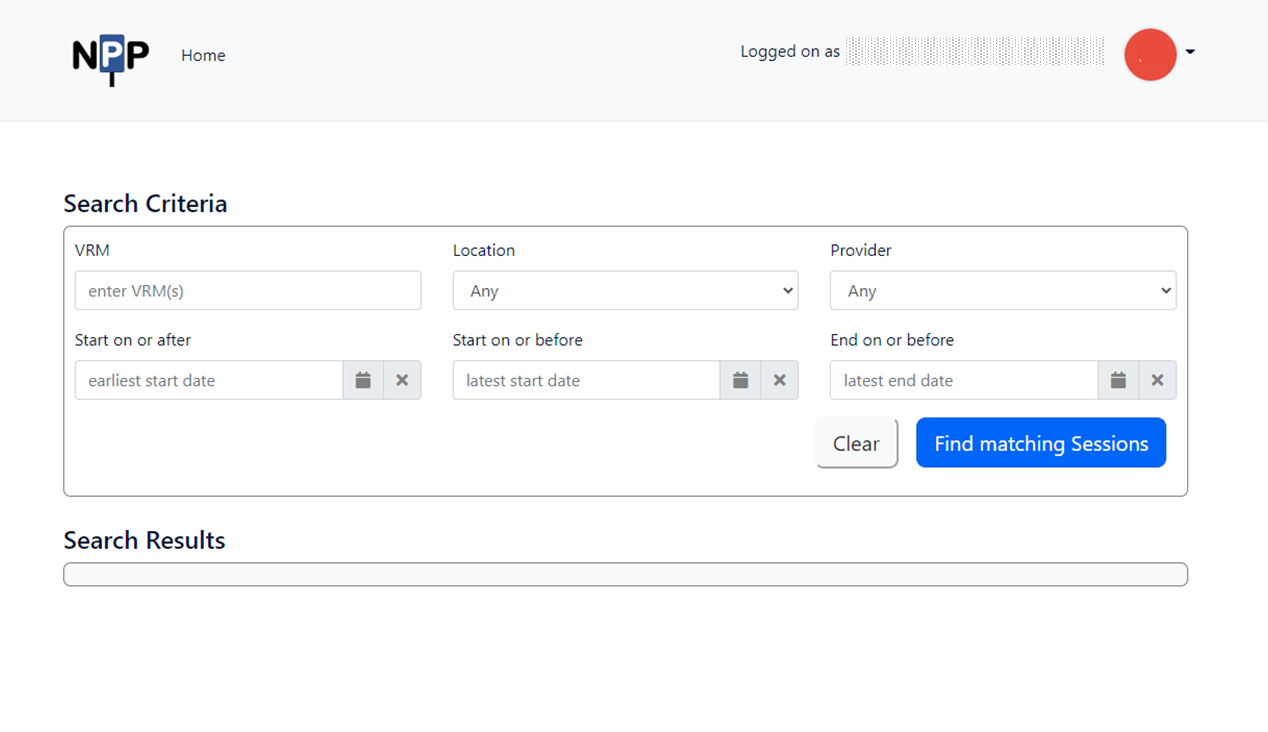 NPP
Home
Logged on as
Search Criteria
VRM
Location
Provider
enter VRM(s)
Any
Any
Start on or after
Start on or before
End on or before
earliest start date
latest start date
latest end date
Clear
Find matching Sessions
Search Results